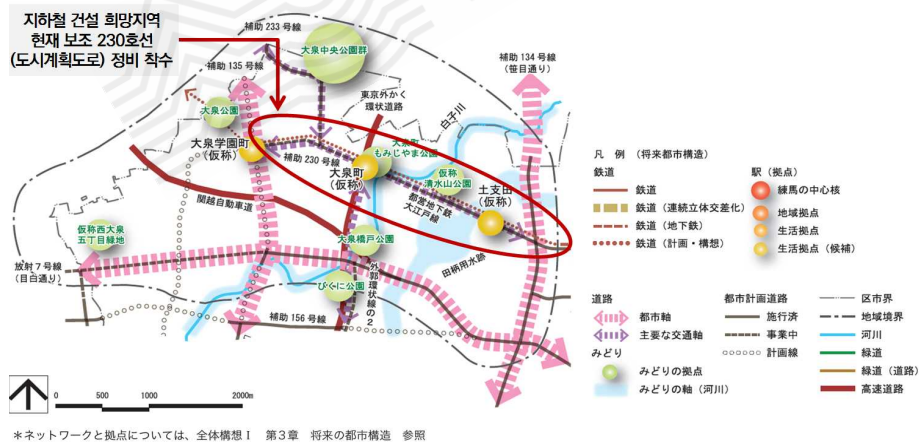 지하철 건설 희망지역
현재 보조 230호선
(도시계획도로) 정비 착수
補助 233 号線
大泉中央公園群
補助 134 号線
(笹目通り)
補助 135 号線
東京外かく
環状道路
白子川
大泉公園
大泉学園町
(仮称)
補助 230 号線
大泉町
もみじやま公園
大泉町
(仮称)
仮称
清水山公園
土支田
(仮称)
都営地下鉄
大江戸線
関越自動車道
仮称西大泉
五丁目緑地
大泉橋戸公園
田柄用水跡
放射7号線
(目白通り)
びくに公園
外郭環状線の2
補助 156 号線
0 500 1000 2000m
凡 例 (将来都市構造)
鉄道
鉄道
鉄道(連続立体交差化)
鉄道(地下鉄)
鉄道(計画・構想)
駅(拠点)
練馬の中心核
地域拠点
生活拠点
生活拠点(候補)
道路
都市軸
主要な交通軸
みどり
みどりの拠点
みどりの軸(河川)
都市計画道路
施行済
事業中
計画線
区市界
地域境界
河川
緑道
緑道(道路)
高速道路
*ネットワークと拠点については、全体構想Ⅰ 第3章 将来の都市構造 参照